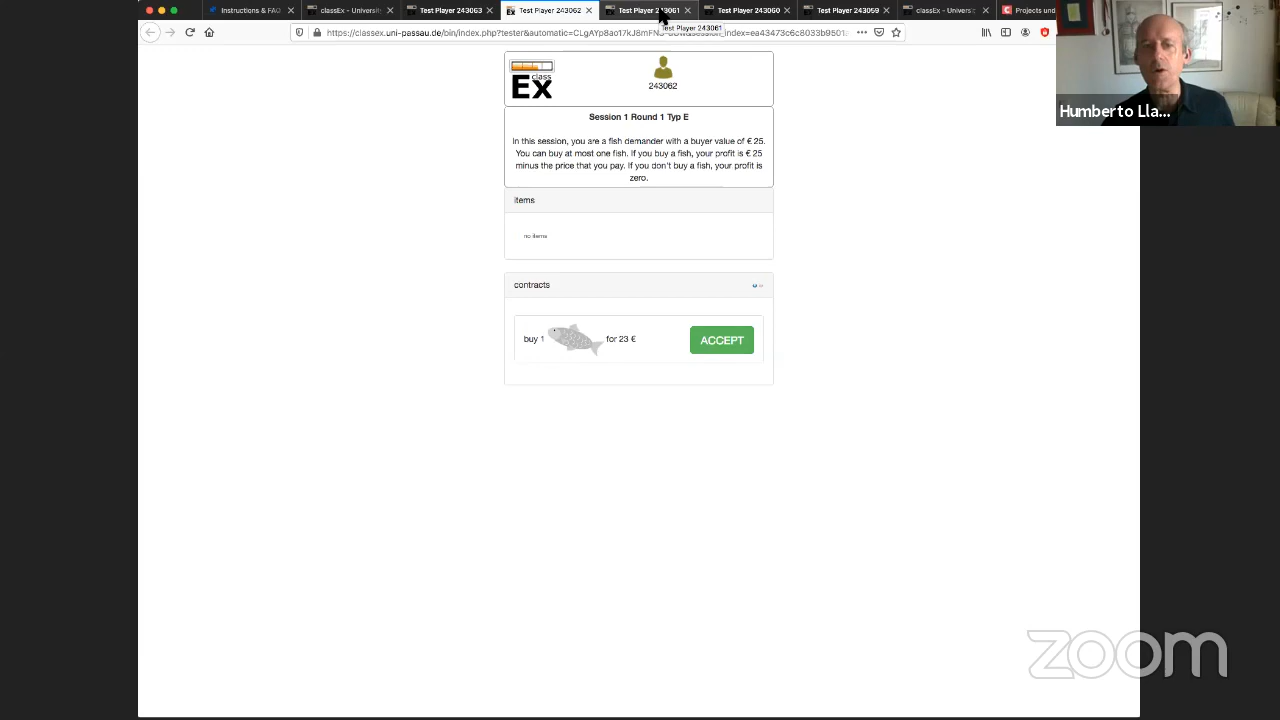 Instructions & FAQ
classEx - University
Test Player 243063
Test Player 243062
Test Player 243061
Test Player 243060
Test Player 243059
classEx - Universit
Projects und
Test Player 243061
class
Ex
243062
Session 1 Round 1 Typ E
In this session, you are a fish demander with a buyer value of € 25.
You can buy at most one fish. If you buy a fish, your profit is € 25
minus the price that you pay. If you don't buy a fish, your profit is
zero.
items
no items
contracts
buy 1 for 23 €
ACCEPT
Humberto Lla...
zoom